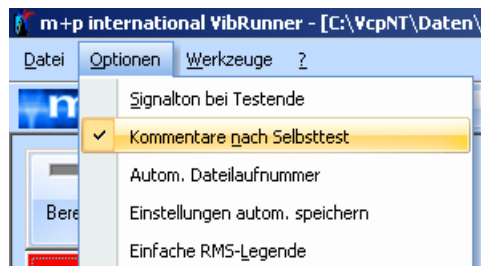 m+p international VibRunner - [C:\VcpNT\Daten\
Datei Optionen Werkzeuge ?
Signalton bei Testende
m
Kommentare nach Selbsttest
Autom. Dateilaufnummer
Bere
Einstellungen autom. speichern
Einfache RMS-Legende